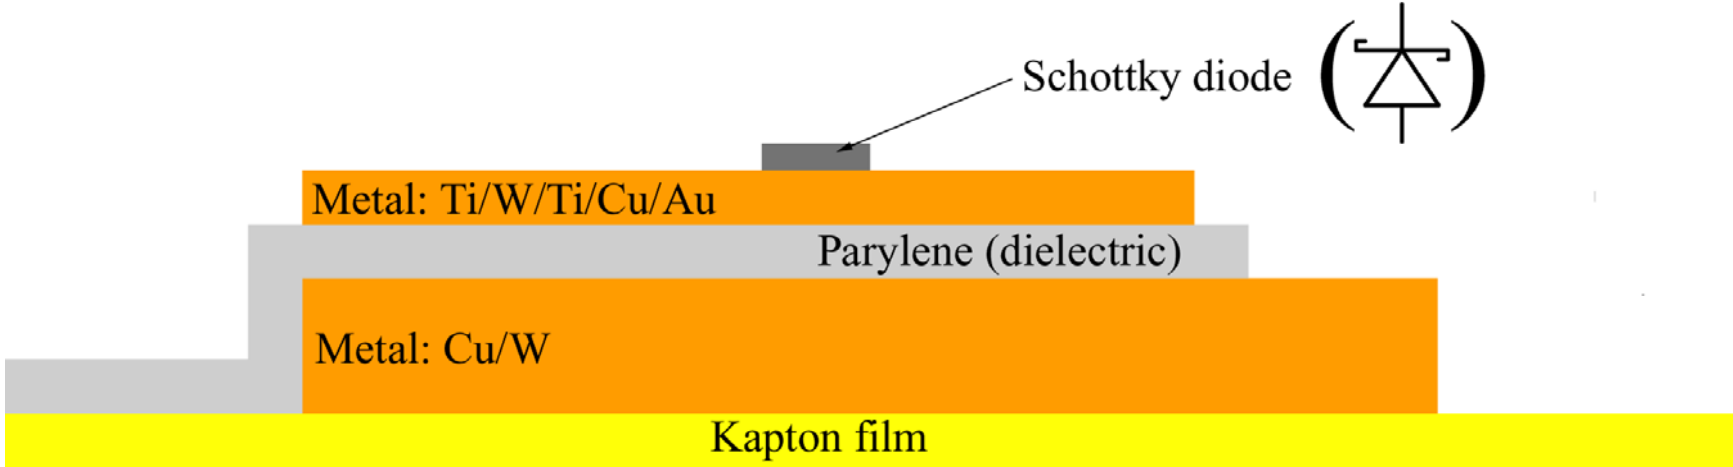 Schottky diode
Metal: Ti/W/Ti/Cu/Au
Parylene (dielectric)
Metal: Cu/W
Kapton film